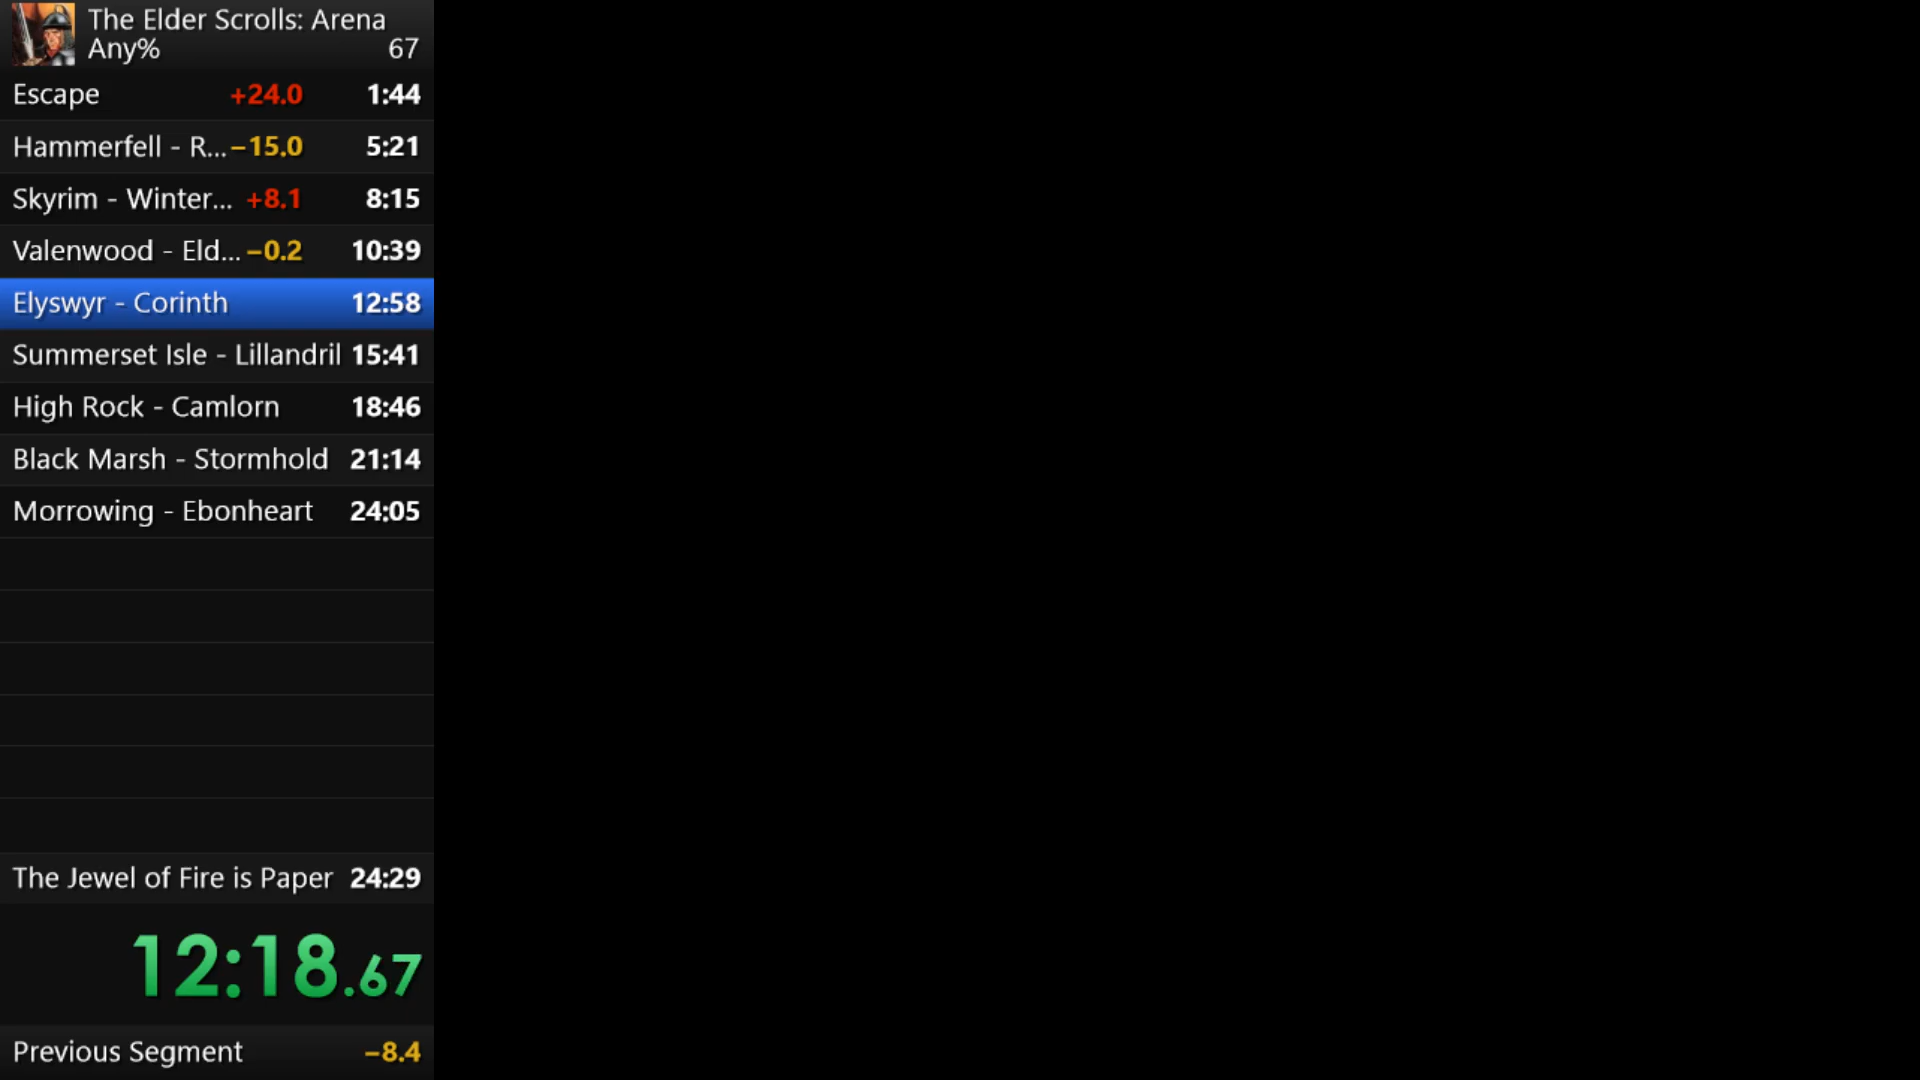 The Elder Scrolls: Arena
Any% 67
Escape +24.0 1:44
Hammerfell - R... −15.0 5:21
Skyrim - Winter... +8.1 8:15
Valenwood - Eld... −0.2 10:39
Elyswyr - Corinth 12:58
Summerset Isle - Lillandril 15:41
High Rock - Camlorn 18:46
Black Marsh - Stormhold 21:14
Morrowing - Ebonheart 24:05
The Jewel of Fire is Paper 24:29
12:18.67
Previous Segment −8.4